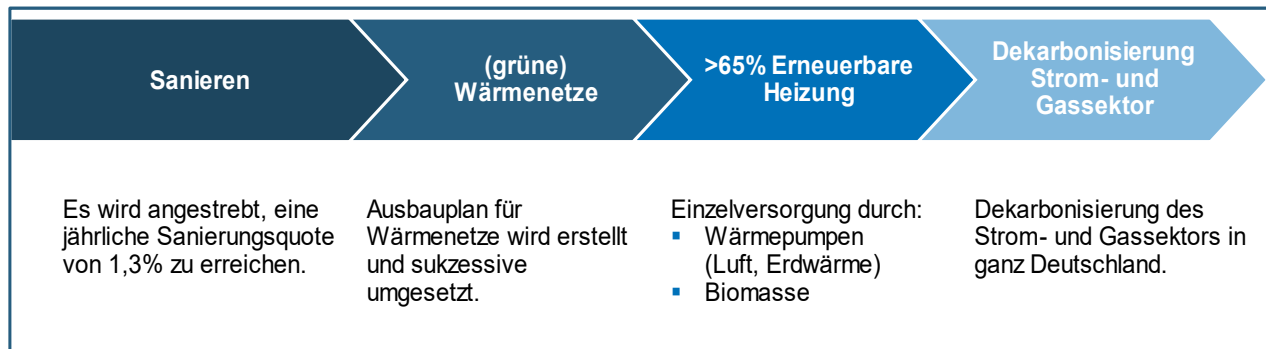 Sanieren
(grüne)
Wärmenetze
>65% Erneuerbare
Heizung
Dekarbonisierung
Strom- und
Gassektor
Es wird angestrebt, eine
jährliche Sanierungsquote
von 1,3% zu erreichen.
Ausbauplan für
Wärmenetze wird erstellt
und sukzessive
umgesetzt.
Einzelversorgung durch:
▪ Wärmepumpen
(Luft, Erdwärme)
▪ Biomasse
Dekarbonisierung des
Strom- und Gassektors in
ganz Deutschland.